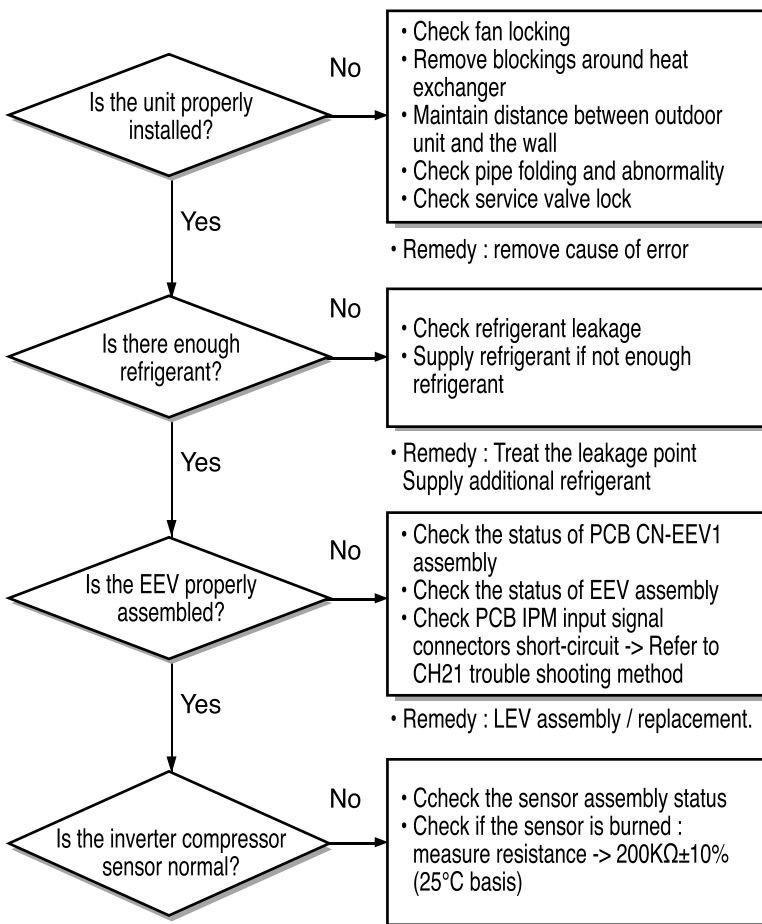 Is the unit properly
installed?
No
• Check fan locking
• Remove blockings around heat
exchanger
• Maintain distance between outdoor
unit and the wall
• Check pipe folding and abnormality
• Check service valve lock
• Remedy : remove cause of error
Yes
Is there enough
refrigerant?
No
• Check refrigerant leakage
• Supply refrigerant if not enough
refrigerant
• Remedy : Treat the leakage point
Supply additional refrigerant
Yes
Is the EEV properly
assembled?
No
• Check the status of PCB CN-EEV1
assembly
• Check the status of EEV assembly
• Check PCB IPM input signal
connectors short-circuit -> Refer to
CH21 trouble shooting method
• Remedy : LEV assembly / replacement.
Yes
Is the inverter compressor
sensor normal?
No
• Ccheck the sensor assembly status
• Check if the sensor is burned :
measure resistance -> 200KΩ±10%
(25°C basis)